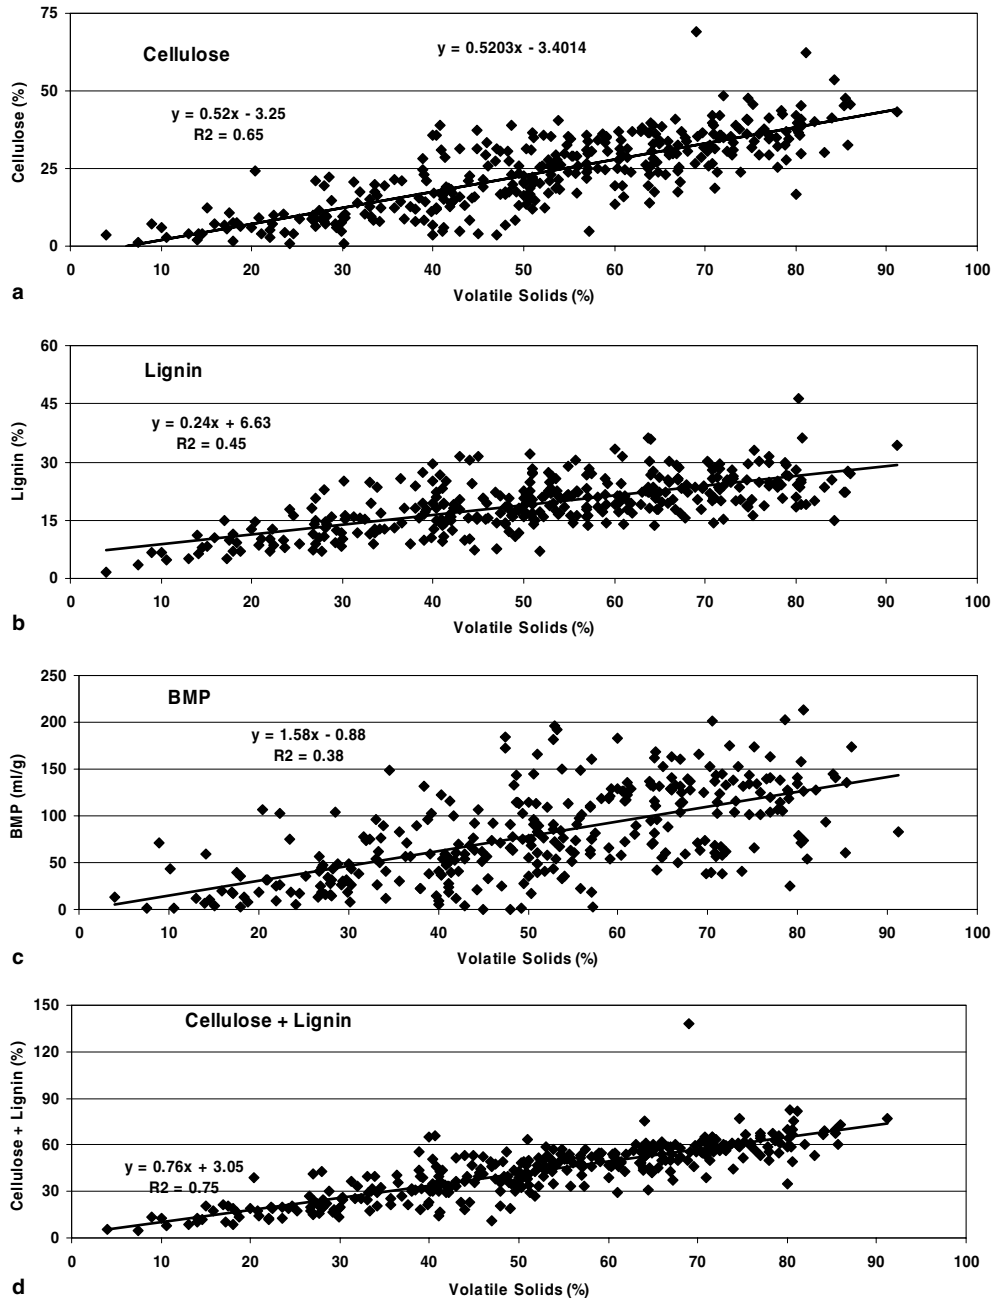 75
Cellulose
y = 0.5203x - 3.4014
50
y = 0.52x - 3.25
R2 = 0.65
25
0
Cellulose (%)
0 10 20 30 40 50 60 70 80 90 100
Volatile Solids (%)
a
60
Lignin
45
y = 0.24x + 6.63
R2 = 0.45
30
15
0
Lignin (%)
0 10 20 30 40 50 60 70 80 90 100
Volatile Solids (%)
b
250
BMP
200
y = 1.58x - 0.88
R2 = 0.38
150
100
50
0
BMP (ml/g)
0 10 20 30 40 50 60 70 80 90 100
Volatile Solids (%)
c
150
Cellulose + Lignin
120
90
60
y = 0.76x + 3.05
R2 = 0.75
30
0
Cellulose + Lignin (%)
0 10 20 30 40 50 60 70 80 90 100
Volatile Solids (%)
d